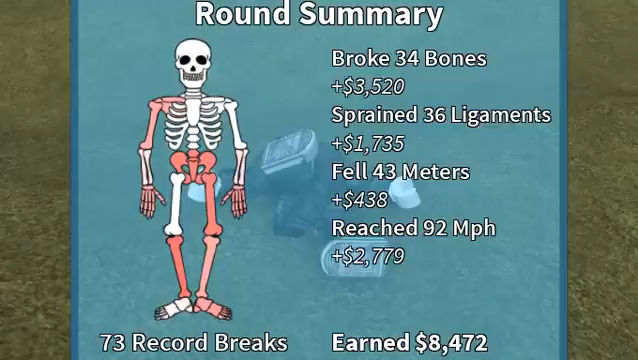 Round Summary
Broke 34 Bones
+$3,520
Sprained 36 Ligaments
+$1,735
Fell 43 Meters
+$438
Reached 92 Mph
+$2,779
73 Record Breaks
Earned $8,472